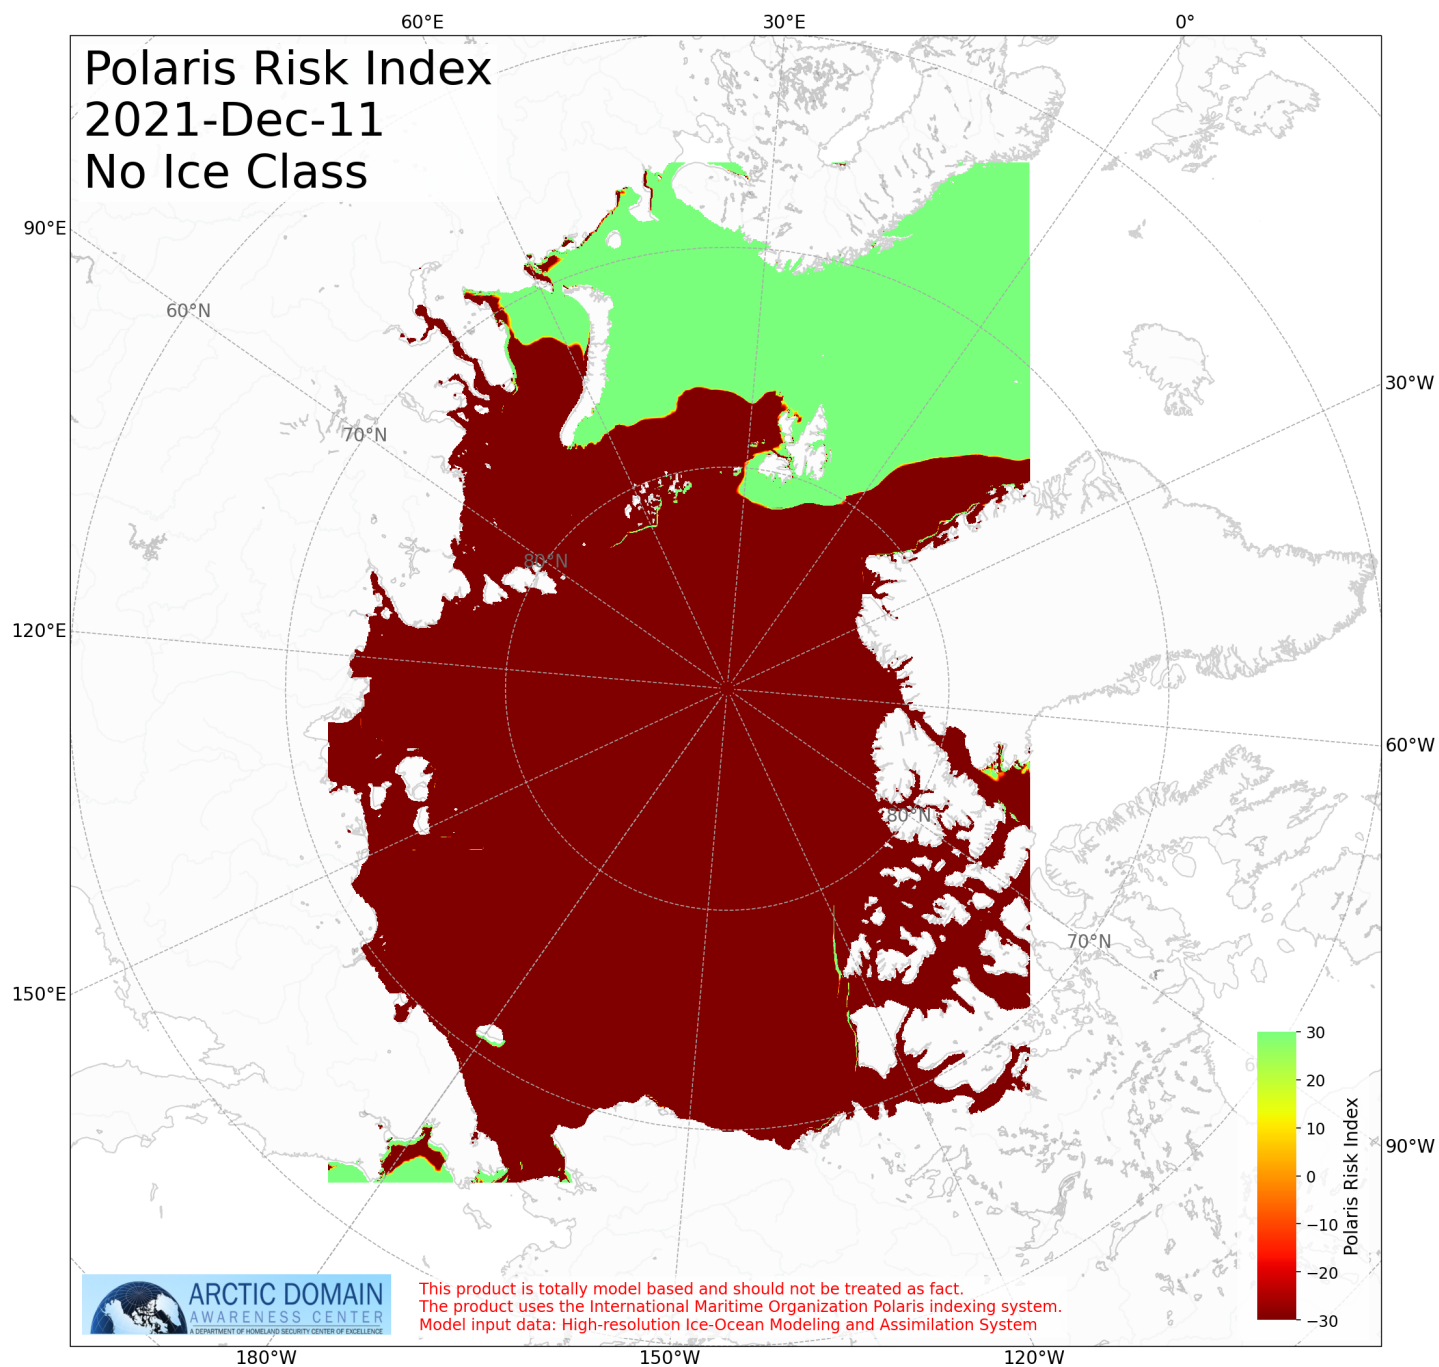 60°E
30°E
0°
Polaris Risk Index
2021-Dec-11
No Ice Class
90°E
60°N
30°W
70°N
80°N
120°E
60°W
80°N
70°N
150°E
30
20
10
0
−10
−20
−30
Polaris Risk Index
90°W
ARCTIC DOMAIN
AWARENESS CENTER
A DEPARTMENT OF HOMELAND SECURITY CENTER OF EXCELLENCE
This product is totally model based and should not be treated as fact.
The product uses the International Maritime Organization Polaris indexing system.
Model input data: High-resolution Ice-Ocean Modeling and Assimilation System
180°W
150°W
120°W